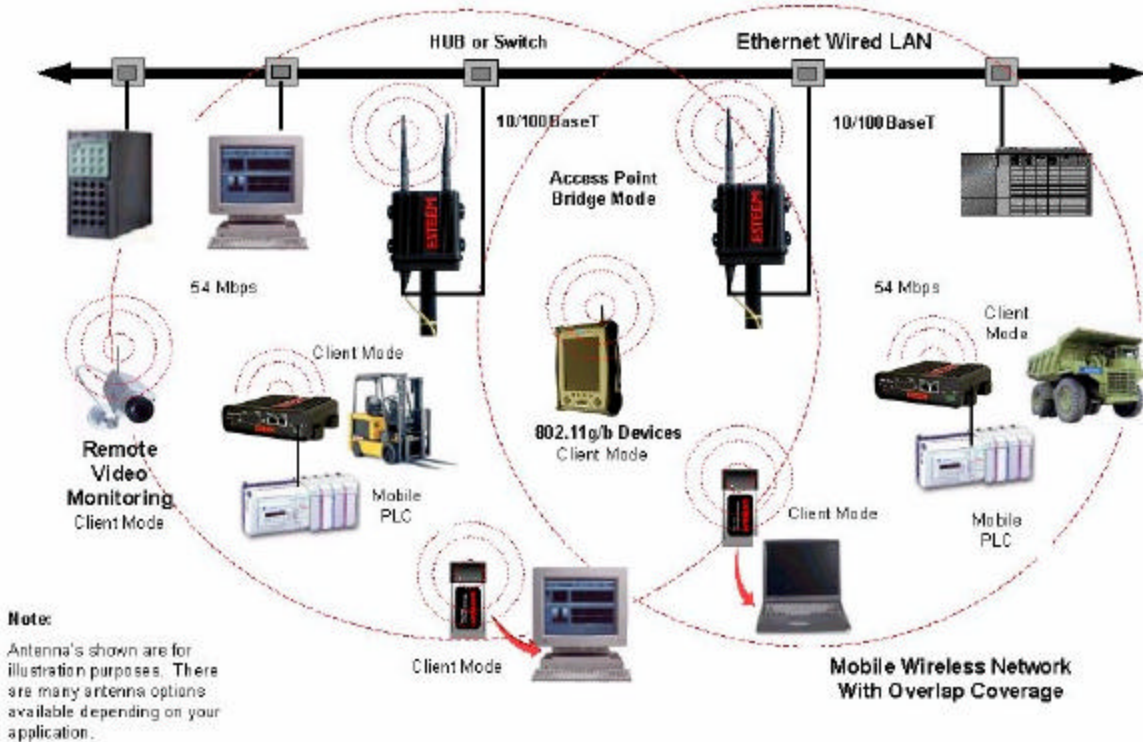 HUB or Switch
Ethernet Wired LAN
10/100BaseT
10/100BaseT
Access Point
Bridge Mode
ESTEEM
ESTEEM
54 Mbps
54 Mbps
Client
Mode
Client Mode
802.11g/b Devices
Client Mode
Remote
Video
Monitoring
Client Mode
Mobile
PLC
Client Mode
Mobile
PLC
Client Mode
Note:
Antenna's shown are for
illustration purposes. There
are many antenna options
available depending on your
application.
Mobile Wireless Network
With Overlap Coverage